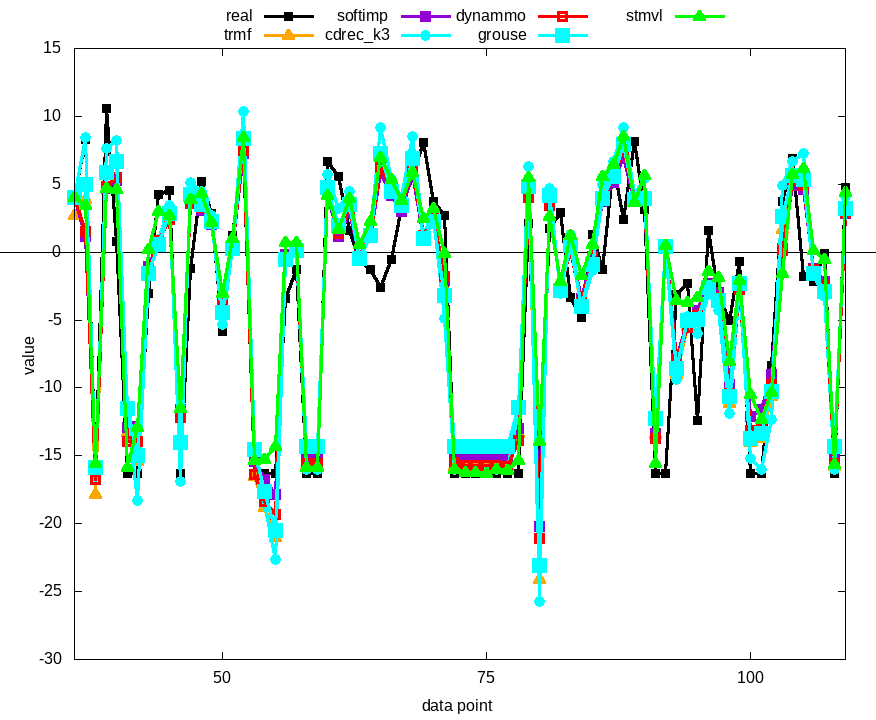 real softimp dynammo stmvl
trmf cdrec_k3 grouse
15
10
5
0
-5
-10
-15
-20
-25
-30
value
50 75 100
data point